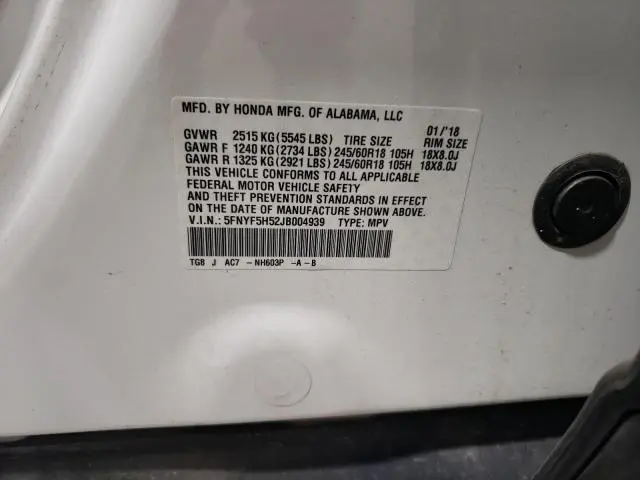 MFD. BY HONDA MFG. OF ALABAMA, LLC
01/'18
GVWR 2515 KG (5545 LBS) TIRE SIZE RIM SIZE
GAWR F 1240 KG (2734 LBS) 245/60R18 105H 18X8.0J
GAWR R 1325 KG (2921 LBS) 245/60R18 105H 18X8.0J
THIS VEHICLE CONFORMS TO ALL APPLICABLE
FEDERAL MOTOR VEHICLE SAFETY
AND THEFT PREVENTION STANDARDS IN EFFECT
ON THE DATE OF MANUFACTURE SHOWN ABOVE.
V.I.N.: 5FNYF5H52JB004939 TYPE: MPV
TG8 J AC7 -NH603P -A-B